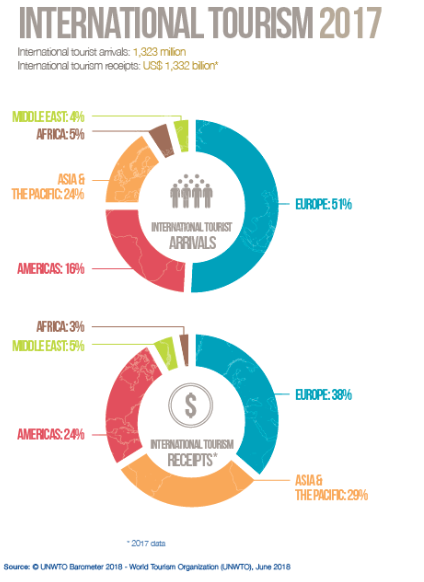 INTERNATIONAL TOURISM 2017
International tourist arrivals: 1,323 million
International tourism receipts: US$ 1,332 billion*
MIDDLE EAST: 4%
AFRICA: 5%
ASIA &
THE PACIFIC: 24%
EUROPE: 51%
INTERNATIONAL TOURIST
ARRIVALS
AMERICAS: 16%
AFRICA: 3%
MIDDLE EAST: 5%
EUROPE: 38%
$
AMERICAS: 24%
INTERNATIONAL TOURISM
RECEIPTS*
ASIA &
THE PACIFIC: 29%
* 2017 data
Source: © UNWTO Barometer 2018 - World Tourism Organization (UNWTO), June 2018